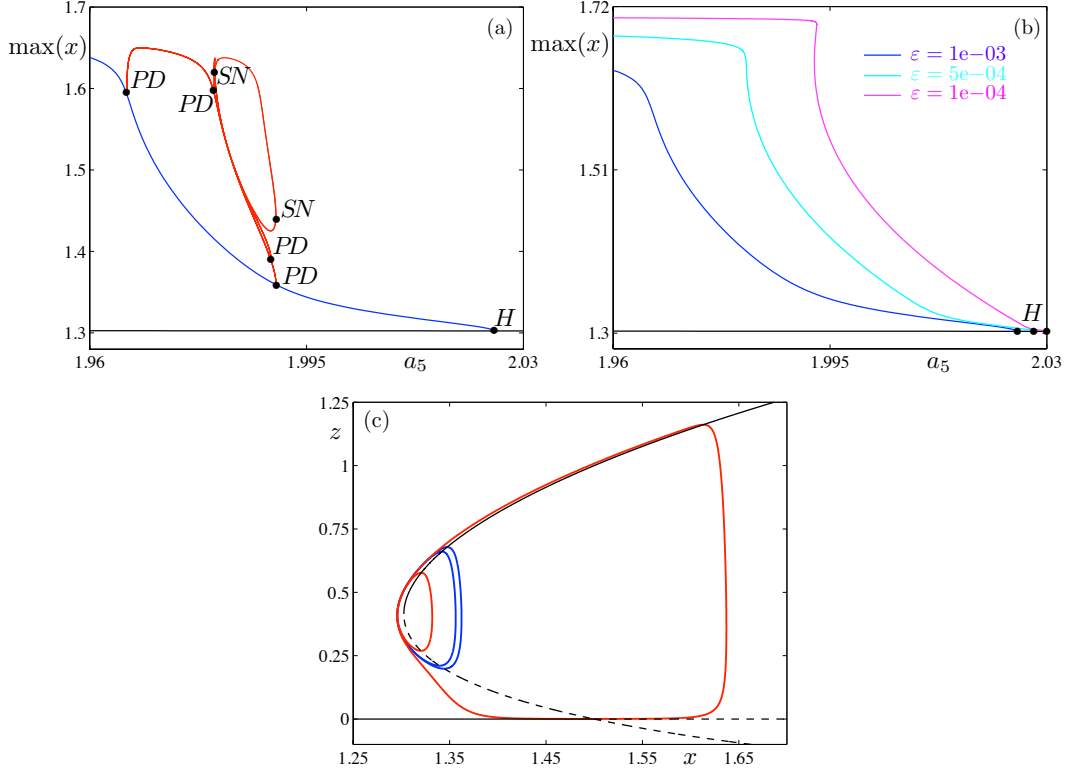 1.7
max(x)
1.6
1.5
1.4
1.3
1.96
1.995
a₅
2.03
(a)
PD
SN
PD
SN
PD
PD
H
1.72
max(x)
1.51
1.3
1.96
1.995
a₅
2.03
(b)
ε = 1e−03
ε = 5e−04
ε = 1e−04
H
1.25
z
1
0.75
0.5
0.25
0
1.25
1.35
1.45
1.55
x
1.65
(c)